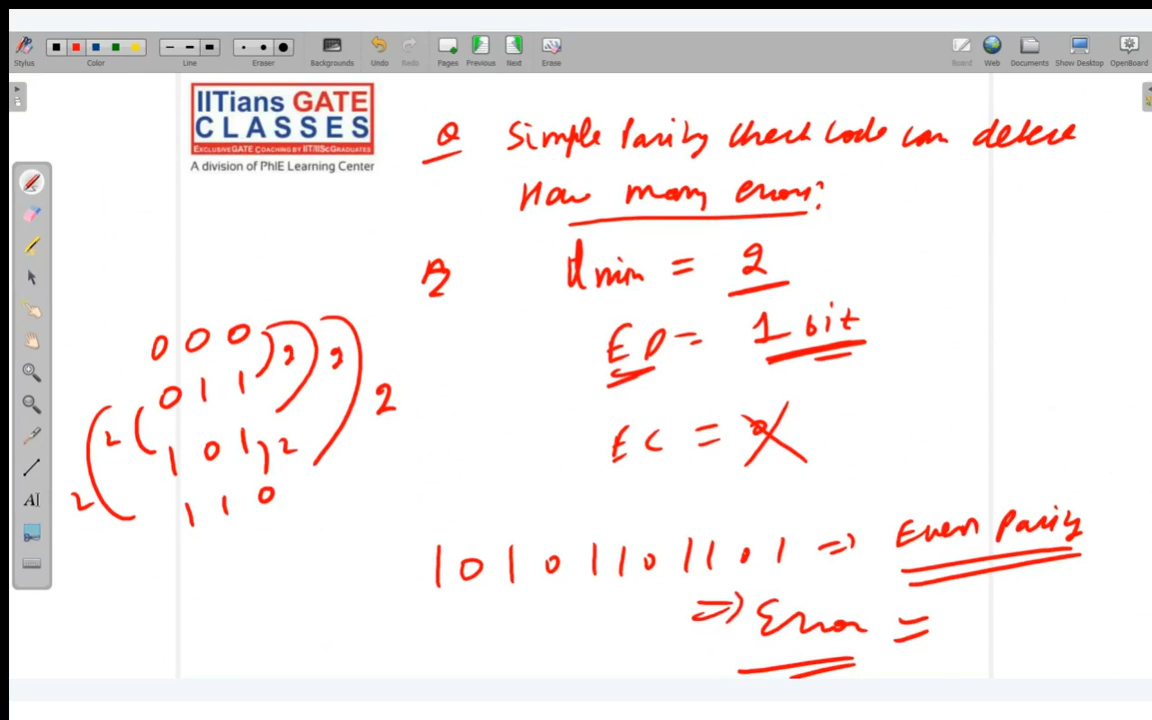 Stylus
Color
Line
Eraser
Backgrounds
Undo
Redo
Pages
Previous
Next
Erase
Board
Web
Documents
Show Desktop
OpenBoard
IITians GATE
CLASSES
EXCLUSIVE GATE COACHING BY IIT/IISc GRADUATES
A division of PhIE Learning Center
Q Simple Parity check code can detect
How many errors?
dmin = 2
ED = 1 bit
EC =
0 0 0
0 1 1
1 0 1
1 1 0
2
2
2
2
2
2
1 0 1 0 1 1 0 1 1 0 1 => Even Parity
=> Error =
AI